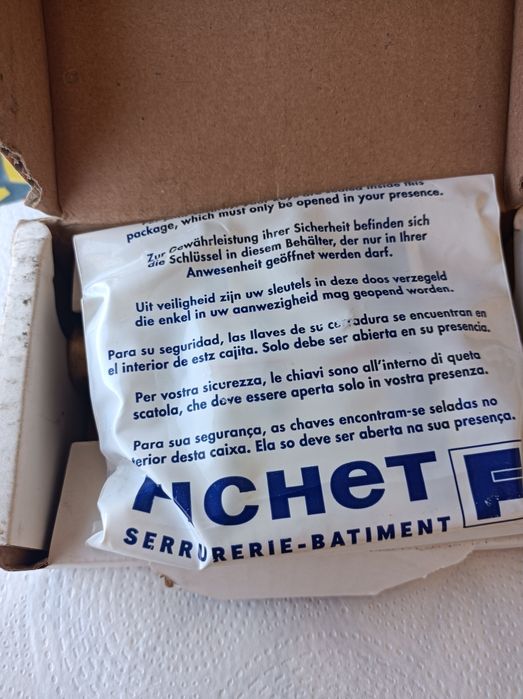 inside this
package, which must only be opened in your presence.
Zur Gewährleistung ihrer Sicherheit befinden sich
die Schlüssel in diesem Behälter, der nur in Ihrer
Anwesenheit geöffnet werden darf.
Uit veiligheid zijn uw sleutels in deze doos verzegeld
die enkel in uw aanwezigheid mag geopend worden.
Para su seguridad, las llaves de su cerradura se encuentran en
el interior de esta cajita. Solo debe ser abierta en su presencia.
Per vostra sicurezza, le chiavi sono all'interno di queta
scatola, che deve essere aperta solo in vostra presenza.
Para sua segurança, as chaves encontram-se seladas no
terior desta caixa. Ela so deve ser aberta na sua presença.
FICHET F
SERRURERIE-BATIMENT